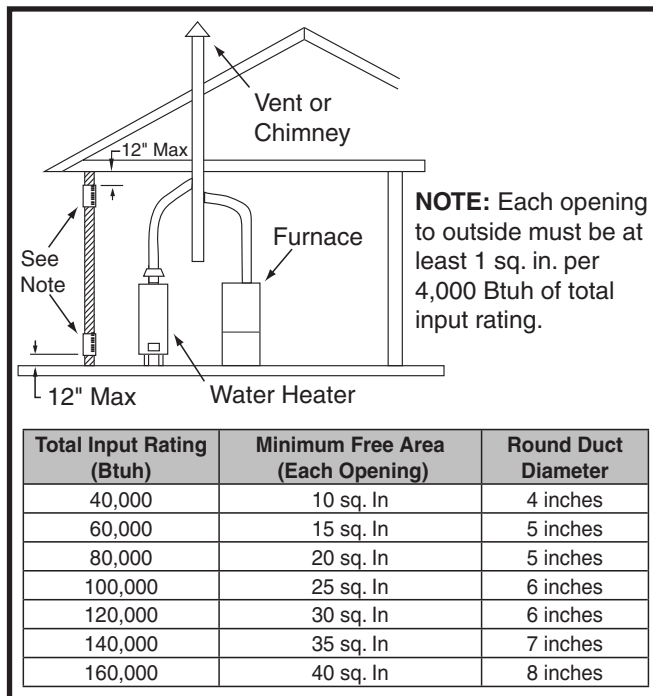 Vent or
Chimney
12" Max
NOTE: Each opening
to outside must be at
least 1 sq. in. per
4,000 Btuh of total
input rating.
Furnace
See
Note
12" Max
Water Heater
Total Input Rating (Btuh) Minimum Free Area (Each Opening) Round Duct Diameter
40,000 10 sq. In 4 inches
60,000 15 sq. In 5 inches
80,000 20 sq. In 5 inches
100,000 25 sq. In 6 inches
120,000 30 sq. In 6 inches
140,000 35 sq. In 7 inches
160,000 40 sq. In 8 inches